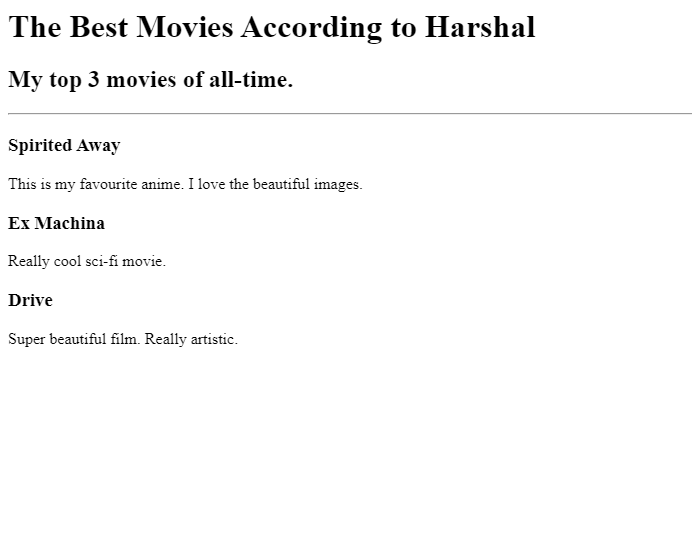 The Best Movies According to Harshal
My top 3 movies of all-time.
Spirited Away
This is my favourite anime. I love the beautiful images.
Ex Machina
Really cool sci-fi movie.
Drive
Super beautiful film. Really artistic.